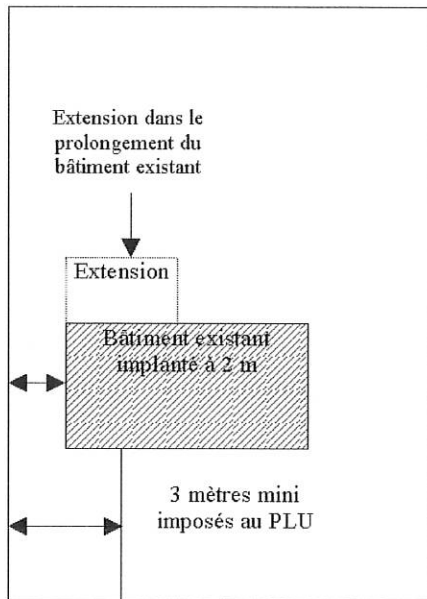 Extension dans le
prolongement du
bâtiment existant
Extension
Bâtiment existant
implanté à 2 m
3 mètres mini
imposés au PLU